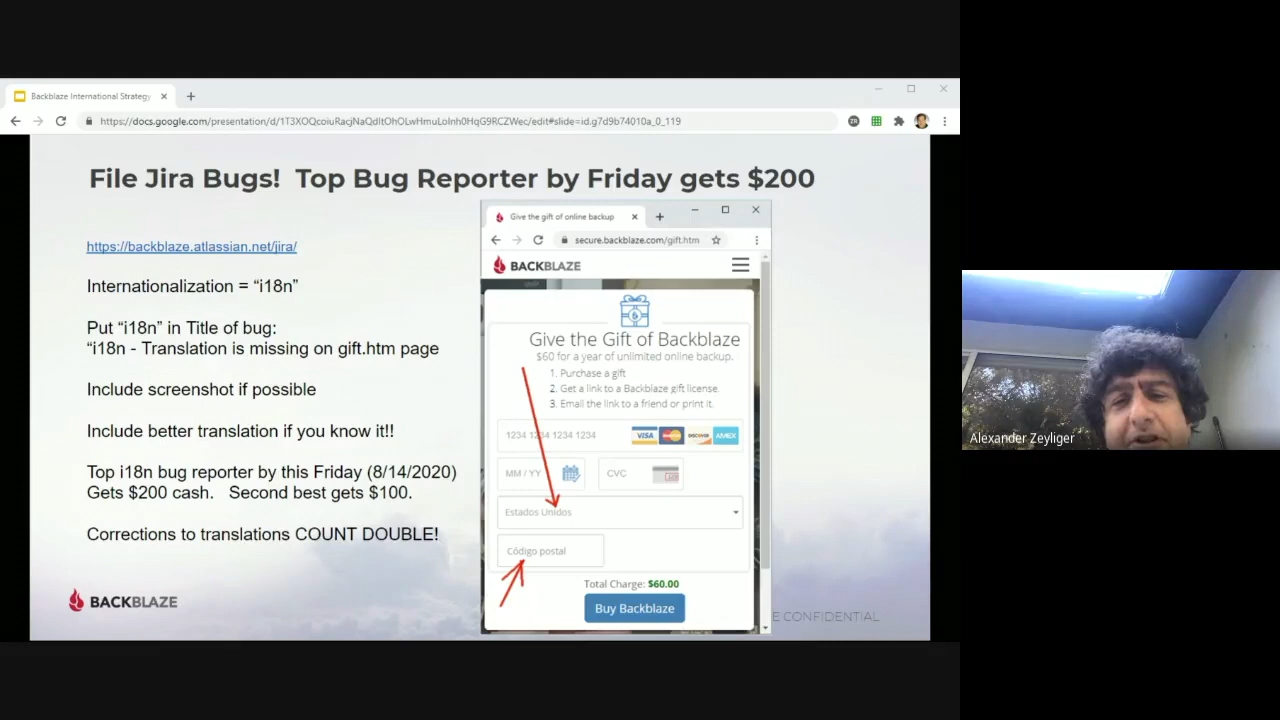 Backblaze International Strategy
https://docs.google.com/presentation/d/1T3XOQcoiuRacjNaQdItOhOLwHmuLoInh0HqG9RCZWec/edit#slide=id.g7d9b74010a_0_119
File Jira Bugs!  Top Bug Reporter by Friday gets $200
https://backblaze.atlassian.net/jira/
Internationalization = “i18n”
Put “i18n” in Title of bug:
“i18n - Translation is missing on gift.htm page
Include screenshot if possible
Include better translation if you know it!!
Top i18n bug reporter by this Friday (8/14/2020)
Gets $200 cash.   Second best gets $100.
Corrections to translations COUNT DOUBLE!
BACKBLAZE
Give the gift of online backup
secure.backblaze.com/gift.htm
BACKBLAZE
Give the Gift of Backblaze
$60 for a year of unlimited online backup.
1. Purchase a gift
2. Get a link to a Backblaze gift license.
3. Email the link to a friend or print it.
1234 1234 1234 1234
VISA
MasterCard
DISCOVER
AMEX
MM / YY
CVC
Estados Unidos
Código postal
Total Charge: $60.00
Buy Backblaze
CONFIDENTIAL
Alexander Zeyliger